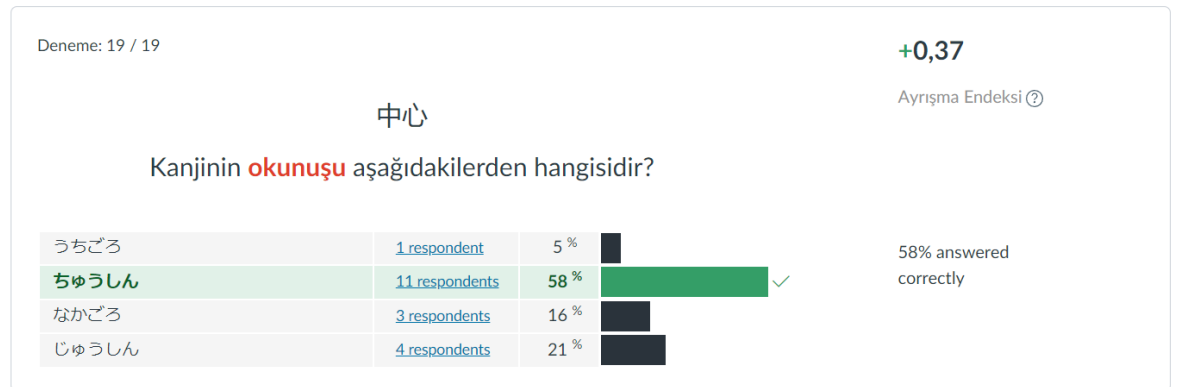 Deneme: 19 / 19
+0,37
Ayrışma Endeksi ?
中心
Kanjinin okunuşu aşağıdakilerden hangisidir?
うちごろ 1 respondent 5 %
ちゅうしん 11 respondents 58 %
なかごろ 3 respondents 16 %
じゅうしん 4 respondents 21 %
58% answered
correctly